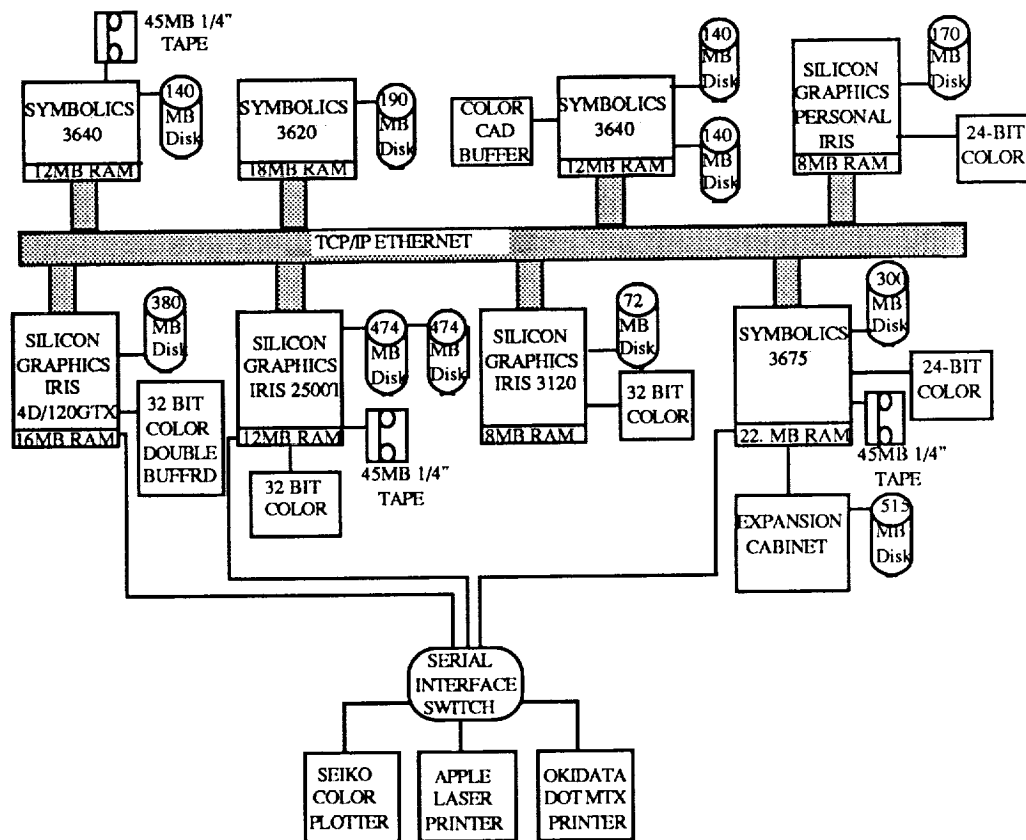 45MB 1/4"
TAPE
SYMBOLICS
3640
12MB RAM
140
MB
Disk
SYMBOLICS
3620
18MB RAM
190
MB
Disk
COLOR
CAD
BUFFER
SYMBOLICS
3640
12MB RAM
140
MB
Disk
140
MB
Disk
SILICON
GRAPHICS
PERSONAL
IRIS
8MB RAM
170
MB
Disk
24-BIT
COLOR
TCP/IP ETHERNET
SILICON
GRAPHICS
IRIS
4D/120GTX
16MB RAM
380
MB
Disk
32 BIT
COLOR
DOUBLE
BUFFRD
SILICON
GRAPHICS
IRIS 2500T
12MB RAM
474
MB
Disk
474
MB
Disk
45MB 1/4"
TAPE
32 BIT
COLOR
SILICON
GRAPHICS
IRIS 3120
8MB RAM
72
MB
Disk
32 BIT
COLOR
SYMBOLICS
3675
22. MB RAM
300
MB
Disk
24-BIT
COLOR
45MB 1/4"
TAPE
EXPANSION
CABINET
515
MB
Disk
SERIAL
INTERFACE
SWITCH
SEIKO
COLOR
PLOTTER
APPLE
LASER
PRINTER
OKIDATA
DOT MTX
PRINTER